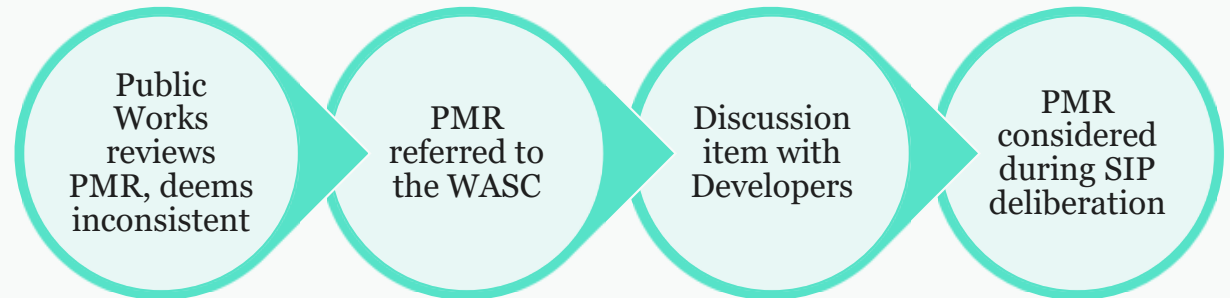 Public
Works
reviews
PMR, deems
inconsistent
PMR
referred to
the WASC
Discussion
item with
Developers
PMR
considered
during SIP
deliberation